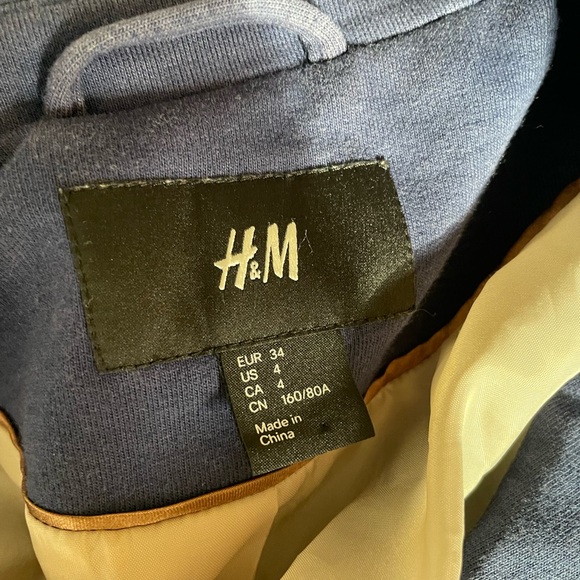 H&M
EUR 34
US 4
CA 4
CN 160/80A
Made in
China